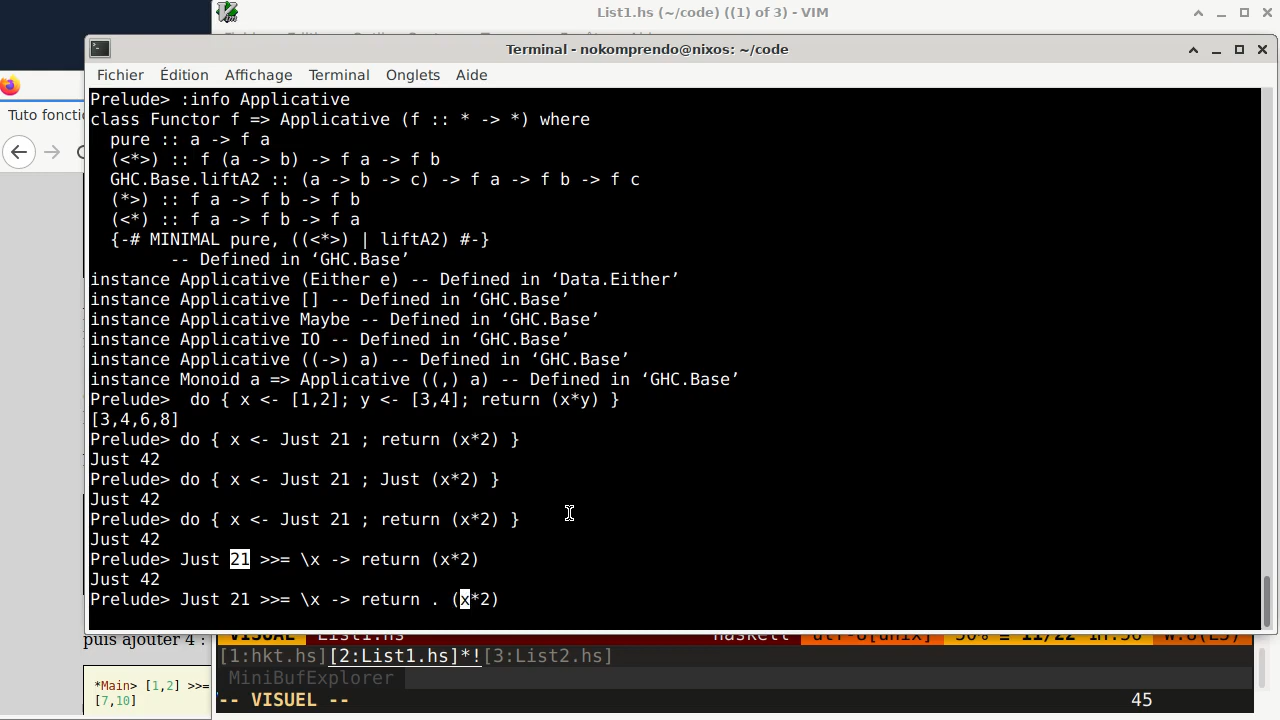 List1.hs (~/code) ((1) of 3) - VIM
Terminal - nokomprendo@nixos: ~/code
Fichier Édition Affichage Terminal Onglets Aide
Tuto foncti
Prelude> :info Applicative
class Functor f => Applicative (f :: * -> *) where
  pure :: a -> f a
  (<*>) :: f (a -> b) -> f a -> f b
  GHC.Base.liftA2 :: (a -> b -> c) -> f a -> f b -> f c
  (*>) :: f a -> f b -> f b
  (<*) :: f a -> f b -> f a
  {-# MINIMAL pure, ((<*>) | liftA2) #-}
        -- Defined in ‘GHC.Base’
instance Applicative (Either e) -- Defined in ‘Data.Either’
instance Applicative [] -- Defined in ‘GHC.Base’
instance Applicative Maybe -- Defined in ‘GHC.Base’
instance Applicative IO -- Defined in ‘GHC.Base’
instance Applicative ((->) a) -- Defined in ‘GHC.Base’
instance Monoid a => Applicative ((,) a) -- Defined in ‘GHC.Base’
Prelude>  do { x <- [1,2]; y <- [3,4]; return (x*y) }
[3,4,6,8]
Prelude> do { x <- Just 21 ; return (x*2) }
Just 42
Prelude> do { x <- Just 21 ; Just (x*2) }
Just 42
Prelude> do { x <- Just 21 ; return (x*2) }
Just 42
Prelude> Just 21 >>= \x -> return (x*2)
Just 42
Prelude> Just 21 >>= \x -> return . (x*2)
puis ajouter 4 :
*Main> [1,2] >>=
[7,10]
VISUEL List1.hs haskell utf-8[unix]
[1:hkt.hs][2:List1.hs]*![3:List2.hs]
MiniBufExplorer
-- VISUEL -- 45